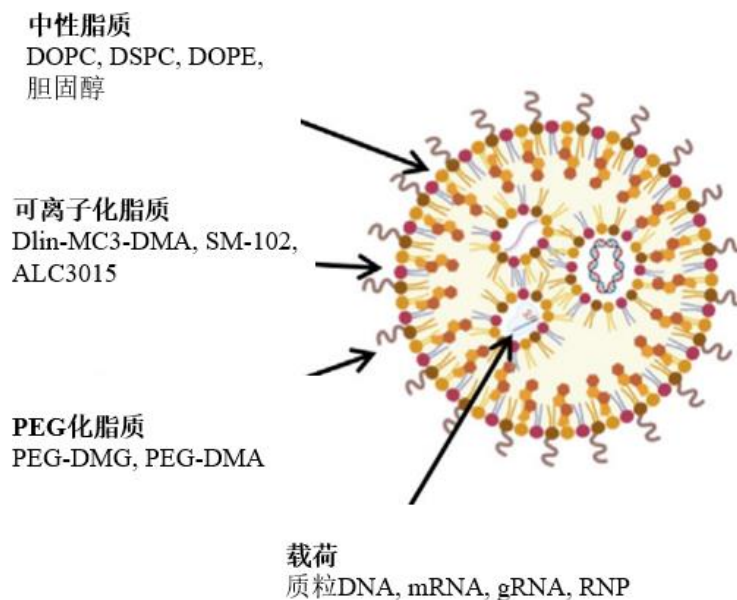 中性脂质
DOPC, DSPC, DOPE,
胆固醇
可离子化脂质
Dlin-MC3-DMA, SM-102,
ALC3015
PEG化脂质
PEG-DMG, PEG-DMA
载荷
质粒DNA, mRNA, gRNA, RNP